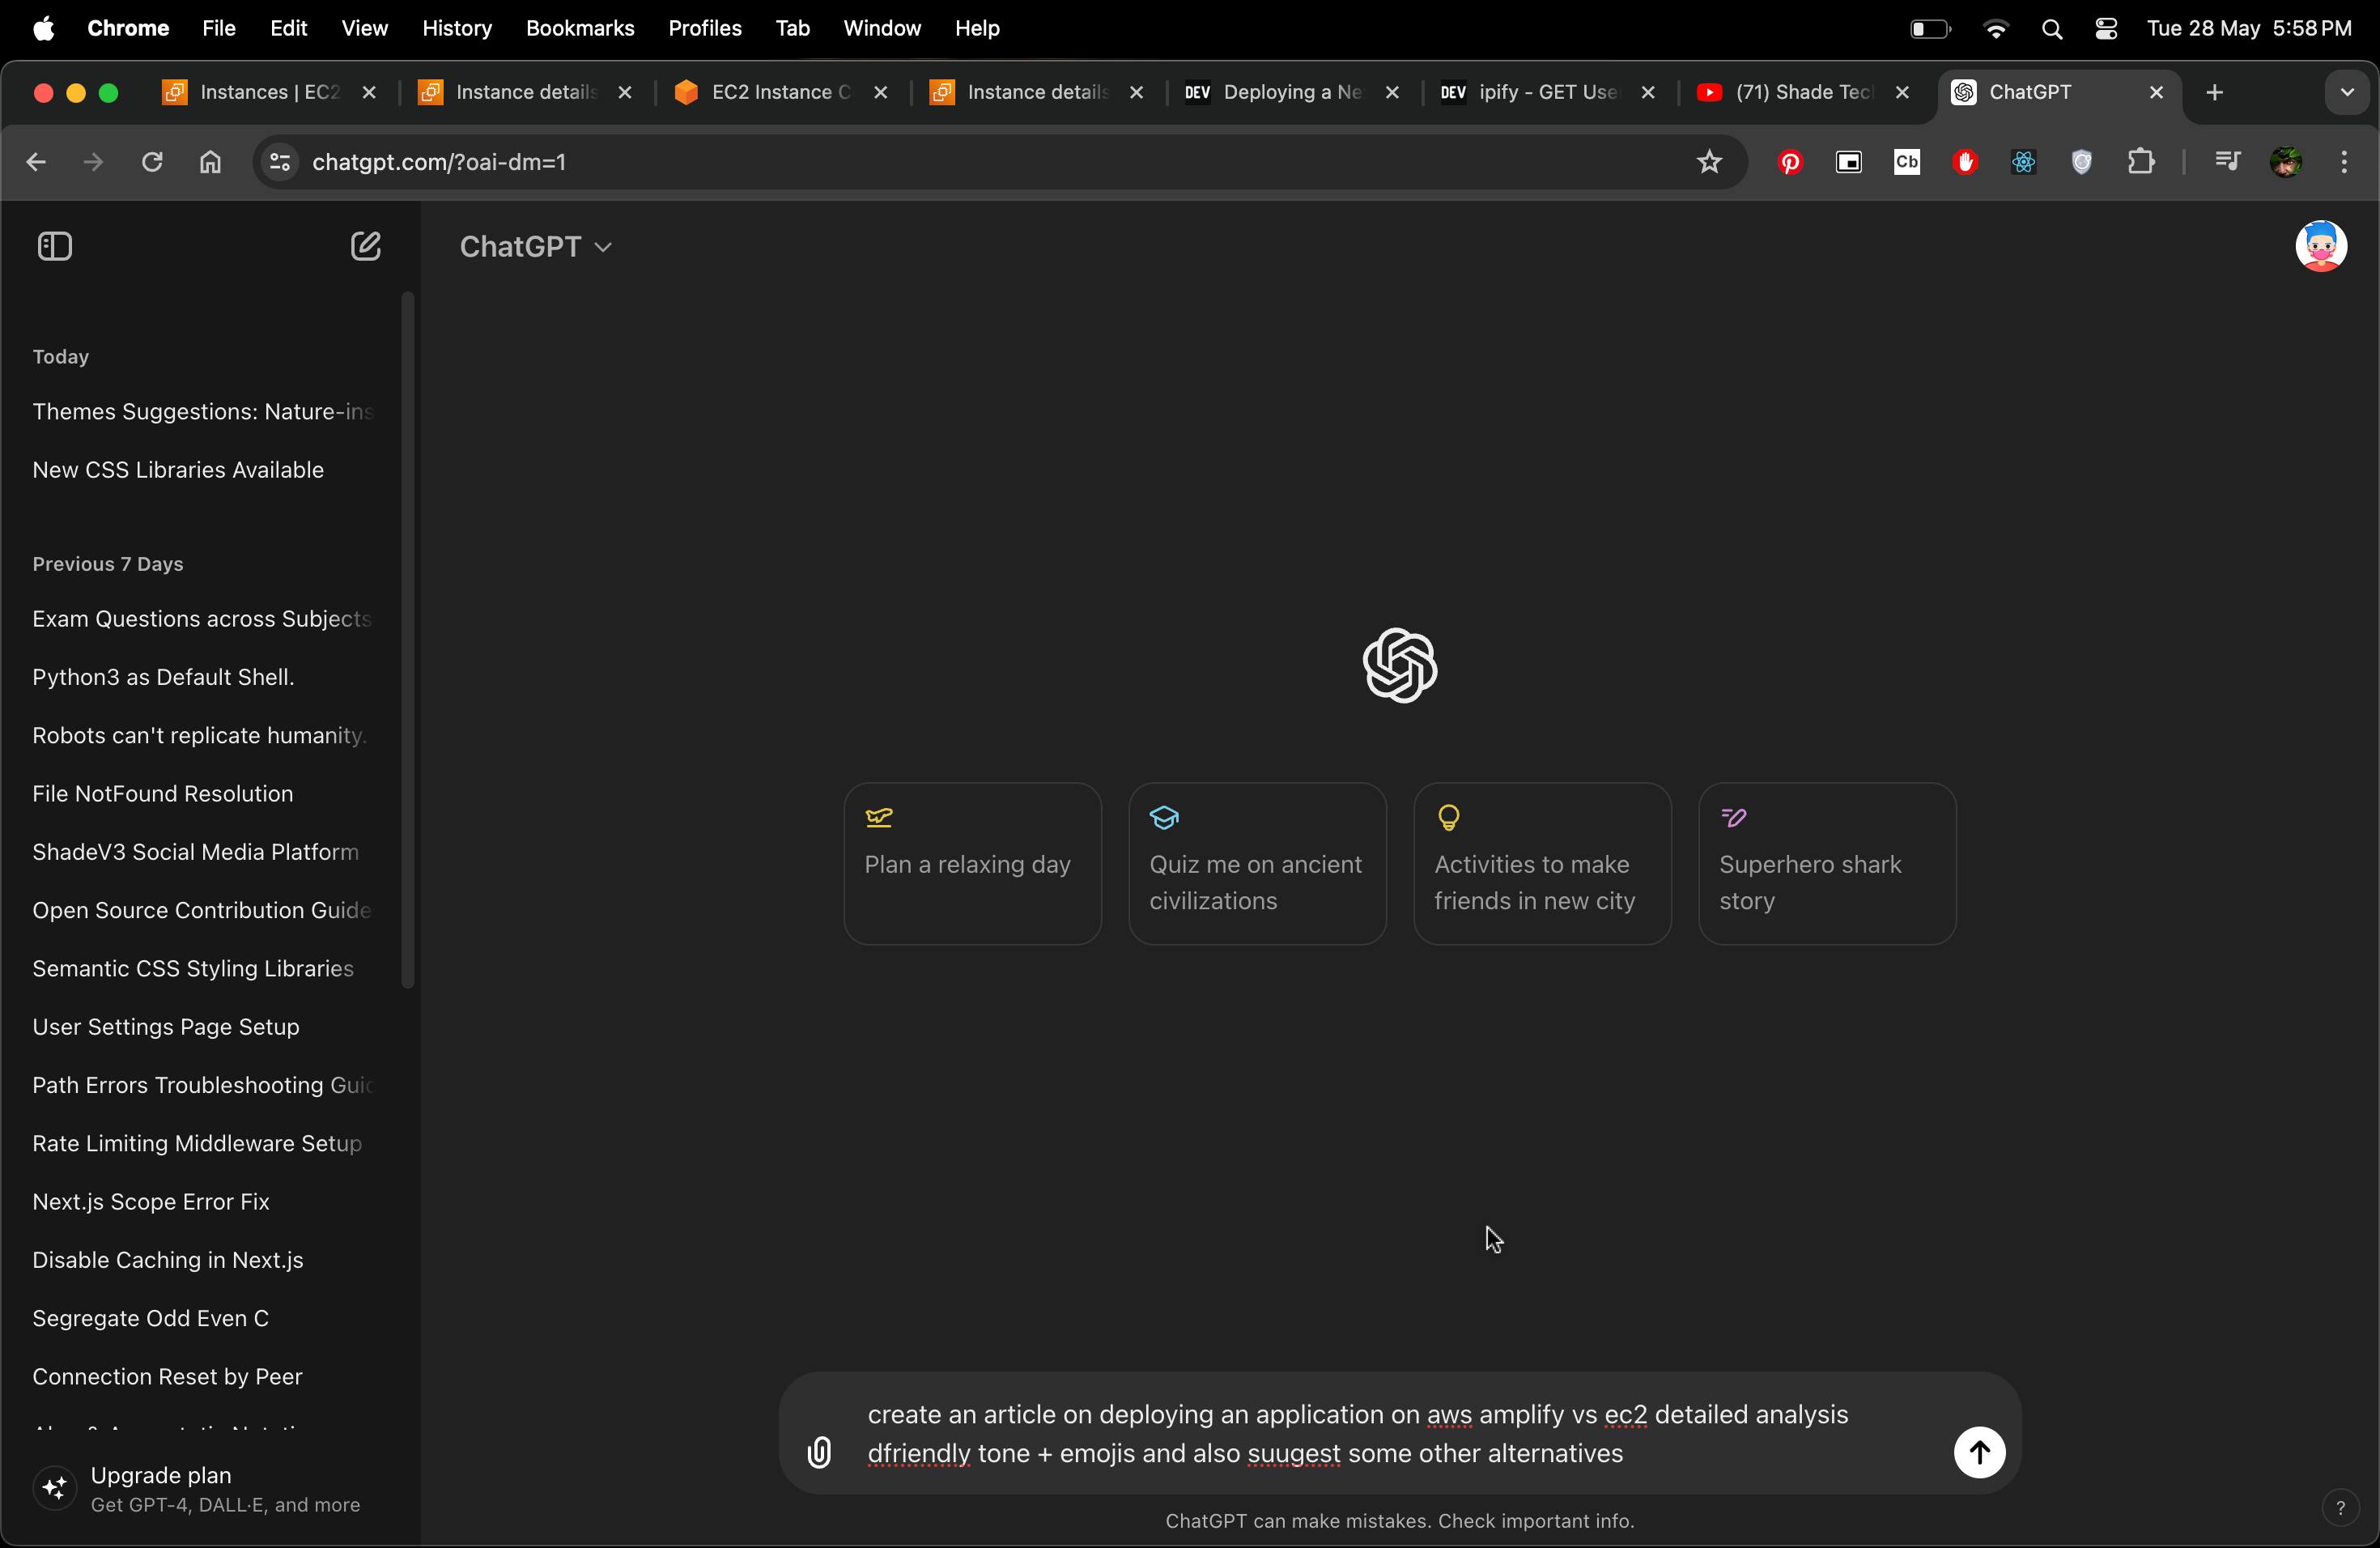 Chrome File Edit View History Bookmarks Profiles Tab Window Help Tue 28 May 5:58 PM
Instances | EC2 Instance details EC2 Instance C Instance details DEV Deploying a Ne DEV ipify - GET Use (71) Shade Tec ChatGPT
chatgpt.com/?oai-dm=1 Cb
ChatGPT
Today
Themes Suggestions: Nature-ins
New CSS Libraries Available
Previous 7 Days
Exam Questions across Subjects
Python3 as Default Shell.
Robots can't replicate humanity.
File NotFound Resolution
ShadeV3 Social Media Platform
Open Source Contribution Guide
Semantic CSS Styling Libraries
User Settings Page Setup
Path Errors Troubleshooting Guid
Rate Limiting Middleware Setup
Next.js Scope Error Fix
Disable Caching in Next.js
Segregate Odd Even C
Connection Reset by Peer
Upgrade plan
Get GPT-4, DALL·E, and more
Plan a relaxing day
Quiz me on ancient
civilizations
Activities to make
friends in new city
Superhero shark
story
create an article on deploying an application on aws amplify vs ec2 detailed analysis
dfriendly tone + emojis and also suugest some other alternatives
ChatGPT can make mistakes. Check important info.
?